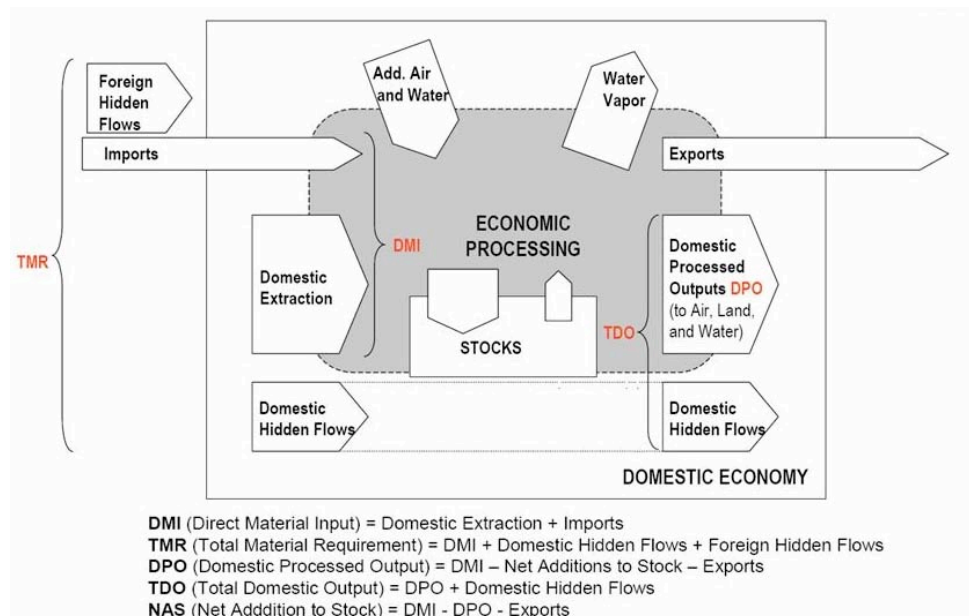 Foreign
Hidden
Flows
Add. Air
and Water
Water
Vapor
Imports
Exports
TMR
DMI
ECONOMIC
PROCESSING
Domestic
Extraction
Domestic
Processed
Outputs DPO
(to Air, Land,
and Water)
TDO
STOCKS
Domestic
Hidden Flows
Domestic
Hidden Flows
DOMESTIC ECONOMY
DMI (Direct Material Input) = Domestic Extraction + Imports
TMR (Total Material Requirement) = DMI + Domestic Hidden Flows + Foreign Hidden Flows
DPO (Domestic Processed Output) = DMI – Net Additions to Stock – Exports
TDO (Total Domestic Output) = DPO + Domestic Hidden Flows
NAS (Net Adddition to Stock) = DMI - DPO - Exports